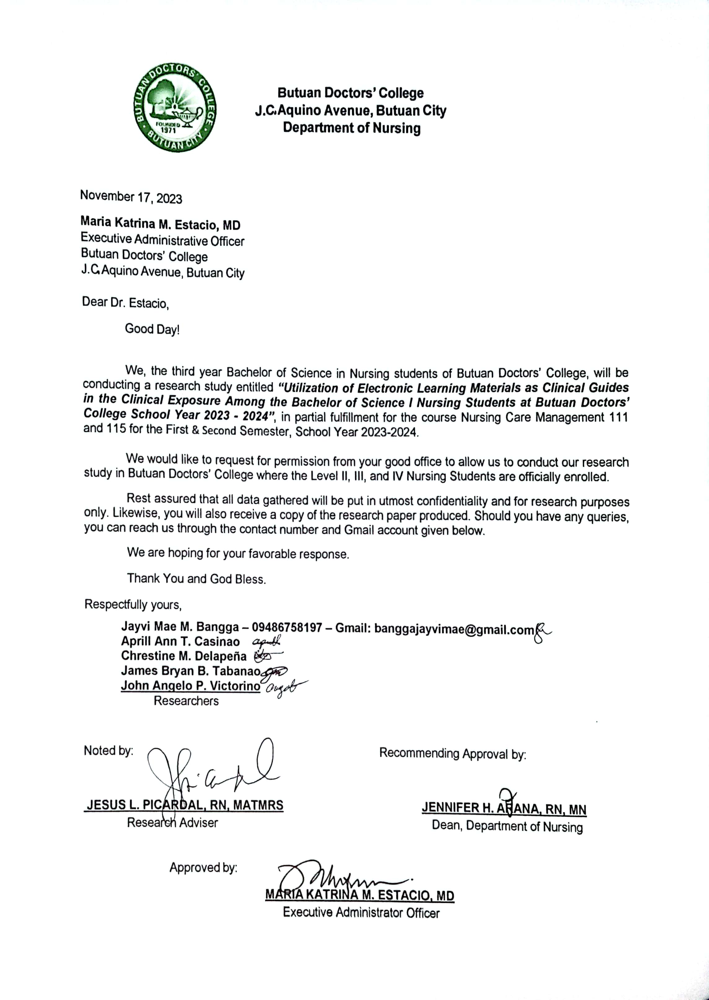 BUTUAN DOCTORS' COLLEGE
FOUNDED
1971
BUTUAN CITY
Butuan Doctors' College
J.C.Aquino Avenue, Butuan City
Department of Nursing
November 17, 2023
Maria Katrina M. Estacio, MD
Executive Administrative Officer
Butuan Doctors' College
J.C.Aquino Avenue, Butuan City
Dear Dr. Estacio,
Good Day!
We, the third year Bachelor of Science in Nursing students of Butuan Doctors' College, will be
conducting a research study entitled “Utilization of Electronic Learning Materials as Clinical Guides
in the Clinical Exposure Among the Bachelor of Science I Nursing Students at Butuan Doctors'
College School Year 2023 - 2024”, in partial fulfillment for the course Nursing Care Management 111
and 115 for the First & Second Semester, School Year 2023-2024.
We would like to request for permission from your good office to allow us to conduct our research
study in Butuan Doctors' College where the Level II, III, and IV Nursing Students are officially enrolled.
Rest assured that all data gathered will be put in utmost confidentiality and for research purposes
only. Likewise, you will also receive a copy of the research paper produced. Should you have any queries,
you can reach us through the contact number and Gmail account given below.
We are hoping for your favorable response.
Thank You and God Bless.
Respectfully yours,
Jayvi Mae M. Bangga – 09486758197 – Gmail: banggajayvimae@gmail.com
Aprill Ann T. Casinao
Chrestine M. Delapeña
James Bryan B. Tabanao
John Angelo P. Victorino
Researchers
Noted by:
Recommending Approval by:
JESUS L. PICARDAL, RN, MATMRS
JENNIFER H. ANANA, RN, MN
Research Adviser
Dean, Department of Nursing
Approved by:
MARIA KATRINA M. ESTACIO, MD
Executive Administrator Officer